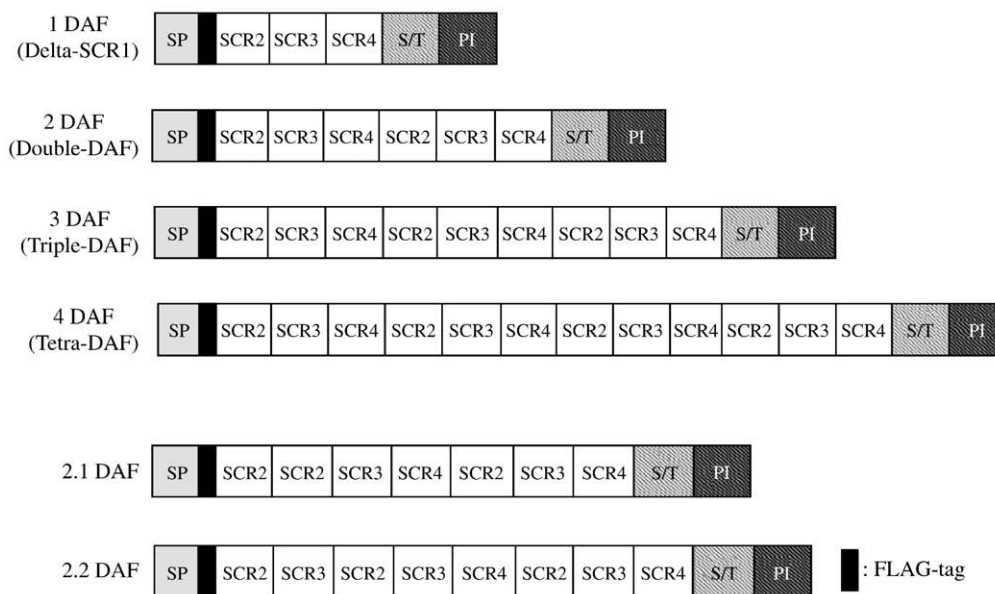 1 DAF
(Delta-SCR1)
SP SCR2 SCR3 SCR4 S/T PI
2 DAF
(Double-DAF)
SP SCR2 SCR3 SCR4 SCR2 SCR3 SCR4 S/T PI
3 DAF
(Triple-DAF)
SP SCR2 SCR3 SCR4 SCR2 SCR3 SCR4 SCR2 SCR3 SCR4 S/T PI
4 DAF
(Tetra-DAF)
SP SCR2 SCR3 SCR4 SCR2 SCR3 SCR4 SCR2 SCR3 SCR4 SCR2 SCR3 SCR4 S/T PI
2.1 DAF SP SCR2 SCR2 SCR3 SCR4 SCR2 SCR3 SCR4 S/T PI
2.2 DAF SP SCR2 SCR3 SCR2 SCR3 SCR4 SCR2 SCR3 SCR4 S/T PI : FLAG-tag